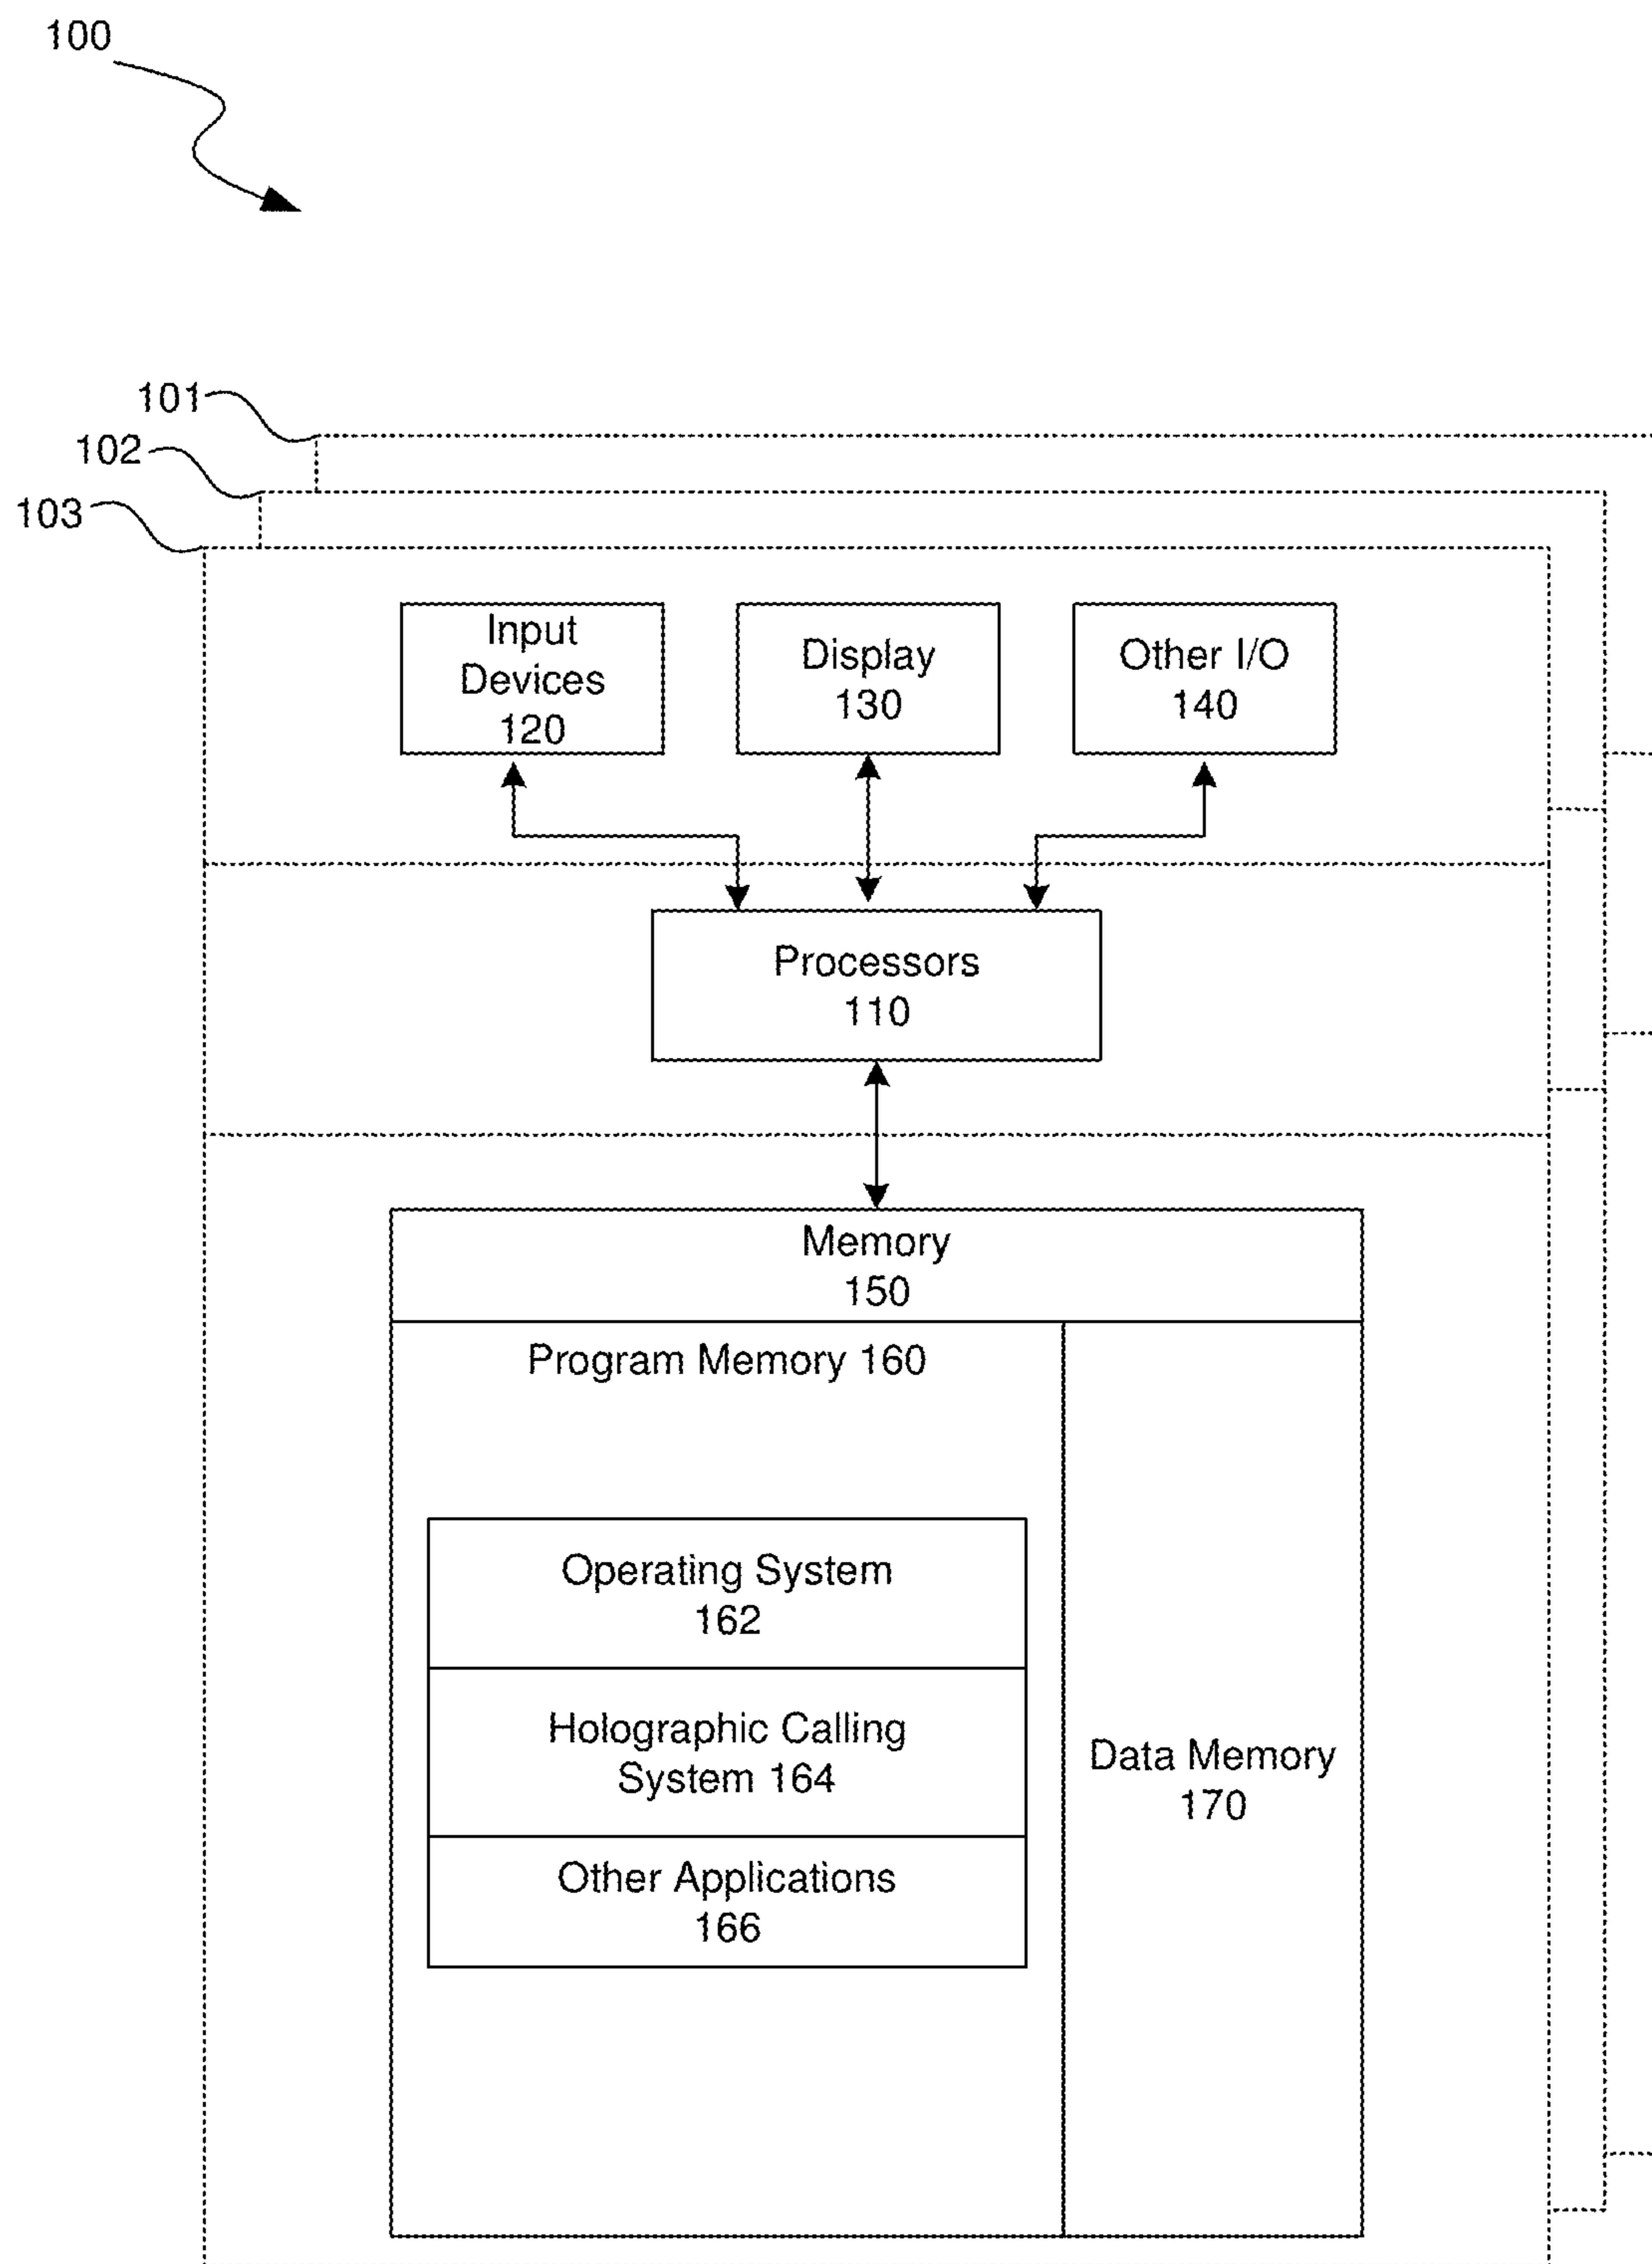 100
101
102
103
Input
Devices
120
Display
130
Other I/O
140
Processors
110
Memory
150
Program Memory 160
Operating System
162
Holographic Calling
System 164
Other Applications
166
Data Memory
170